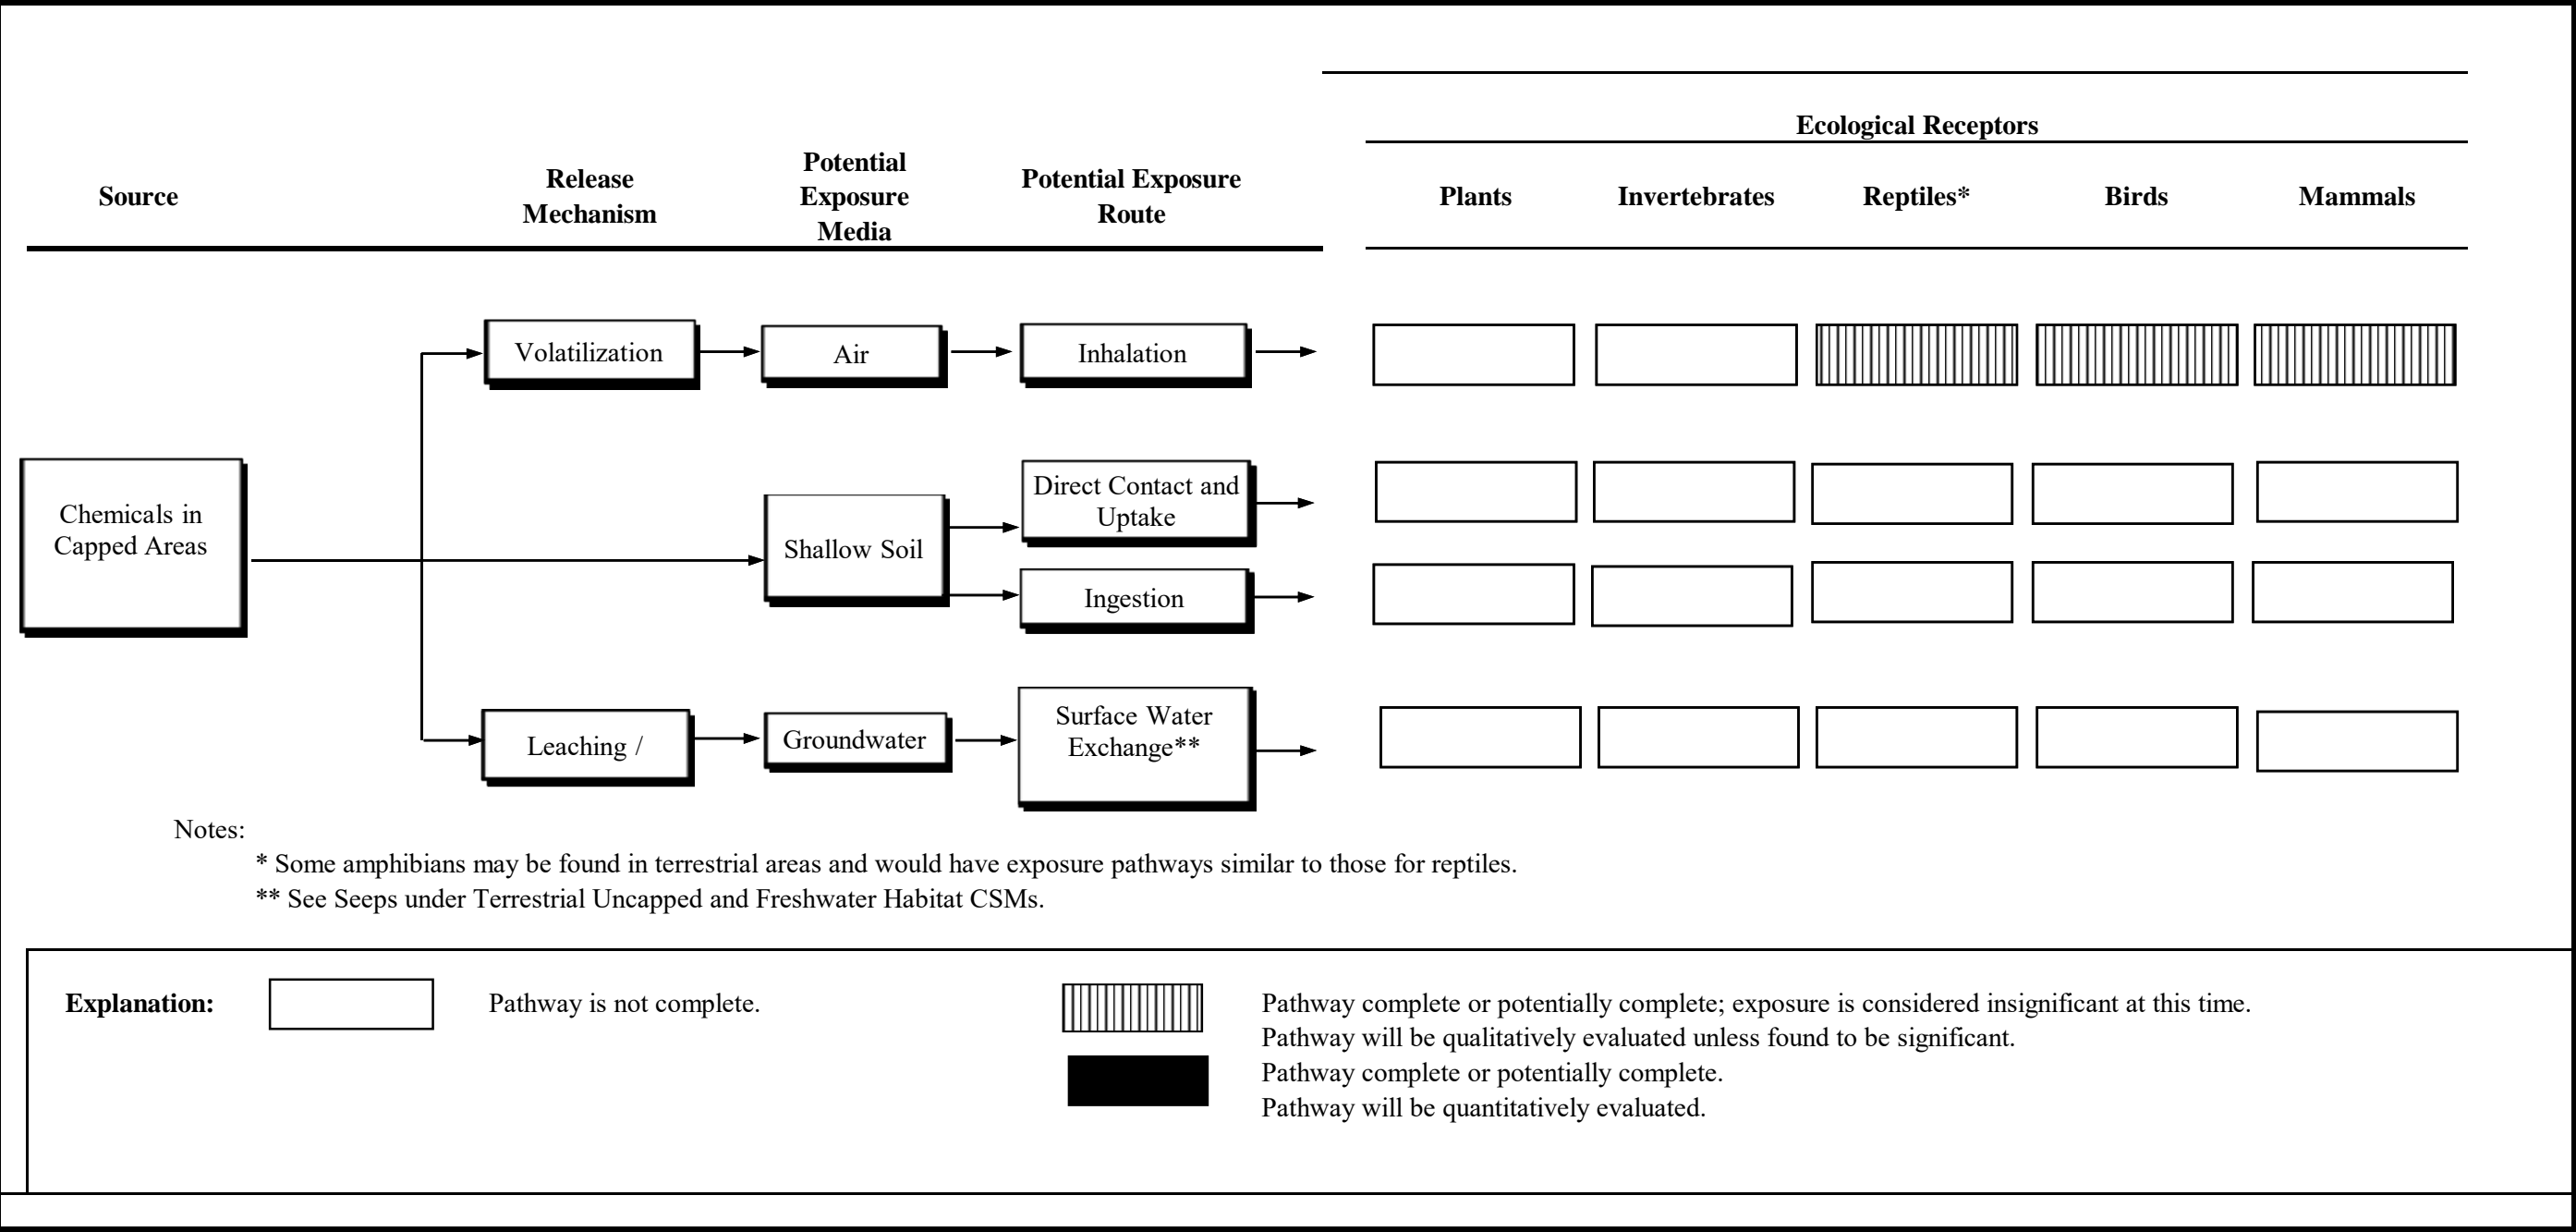 Ecological Receptors
Source
Release
Mechanism
Potential
Exposure
Media
Potential Exposure
Route
Plants
Invertebrates
Reptiles*
Birds
Mammals
Volatilization
Air
Inhalation
Chemicals in
Capped Areas
Shallow Soil
Direct Contact and
Uptake
Ingestion
Leaching /
Groundwater
Surface Water
Exchange**
Notes:
* Some amphibians may be found in terrestrial areas and would have exposure pathways similar to those for reptiles.
** See Seeps under Terrestrial Uncapped and Freshwater Habitat CSMs.
Explanation:
Pathway is not complete.
Pathway complete or potentially complete; exposure is considered insignificant at this time.
Pathway will be qualitatively evaluated unless found to be significant.
Pathway complete or potentially complete.
Pathway will be quantitatively evaluated.